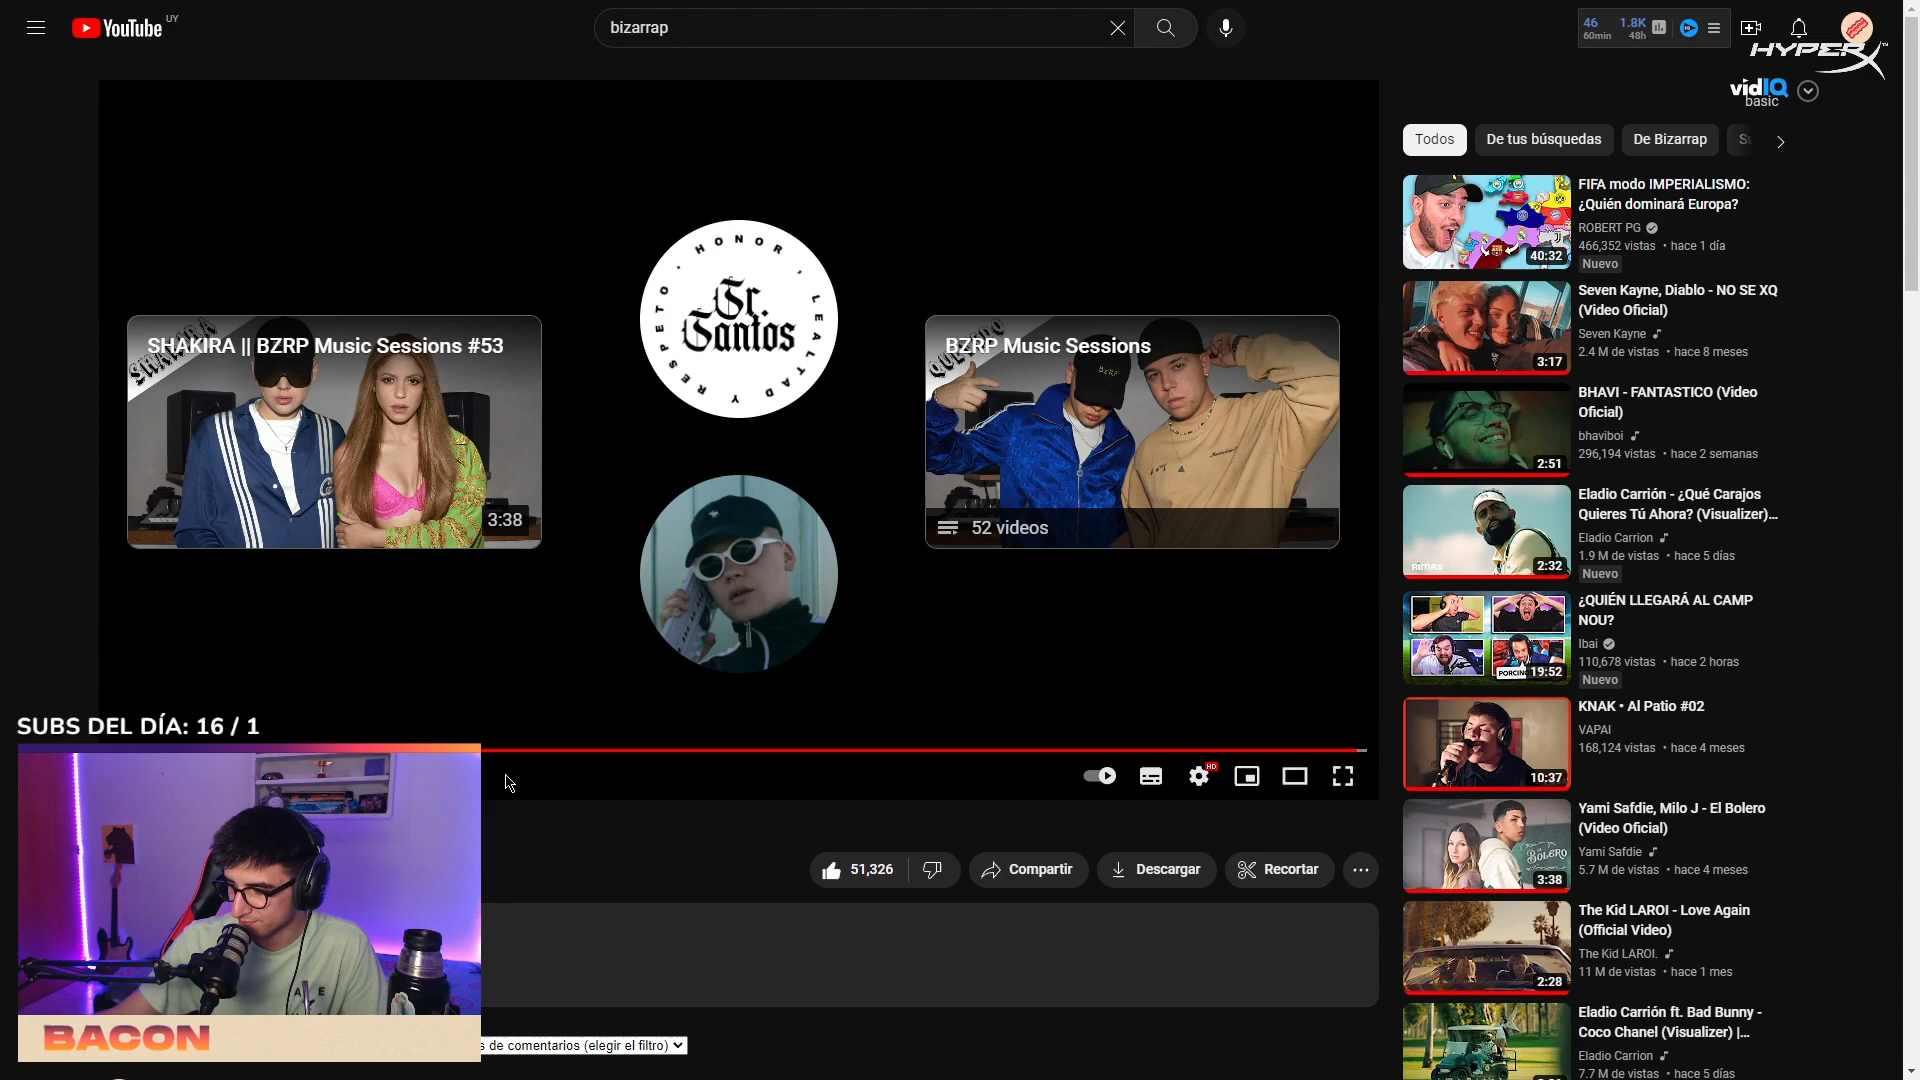 YouTube
UY
bizarrap
46
60min
1.8K
48h
HYPERX
™
vidIQ
basic
Todos
De tus búsquedas
De Bizarrap
SHAKIRA || BZRP Music Sessions #53
SHAKIRA
3:38
HONOR, LEALTAD Y RESPETO.
Sr.
Santos
BZRP Music Sessions
QUEVEDO
BZRP
52 videos
HD
SUBS DEL DÍA: 16 / 1
51,326
Compartir
Descargar
Recortar
BACON
s de comentarios (elegir el filtro)
40:32
FIFA modo IMPERIALISMO:
¿Quién dominará Europa?
ROBERT PG
466,352 vistas • hace 1 día
Nuevo
3:17
Seven Kayne, Diablo - NO SE XQ
(Video Oficial)
Seven Kayne
2.4 M de vistas • hace 8 meses
2:51
BHAVI - FANTASTICO (Video
Oficial)
bhaviboi
296,194 vistas • hace 2 semanas
RIMAS
2:32
Eladio Carrión - ¿Qué Carajos
Quieres Tú Ahora? (Visualizer)...
Eladio Carrion
1.9 M de vistas • hace 5 días
Nuevo
19:52
¿QUIÉN LLEGARÁ AL CAMP
NOU?
Ibai
110,678 vistas • hace 2 horas
Nuevo
10:37
KNAK • Al Patio #02
VAPAI
168,124 vistas • hace 4 meses
BOLERO
3:38
Yami Safdie, Milo J - El Bolero
(Video Oficial)
Yami Safdie
5.7 M de vistas • hace 4 meses
2:28
The Kid LAROI - Love Again
(Official Video)
The Kid LAROI.
11 M de vistas • hace 1 mes
Eladio Carrión ft. Bad Bunny -
Coco Chanel (Visualizer) |...
Eladio Carrion
7.7 M de vistas • hace 5 días